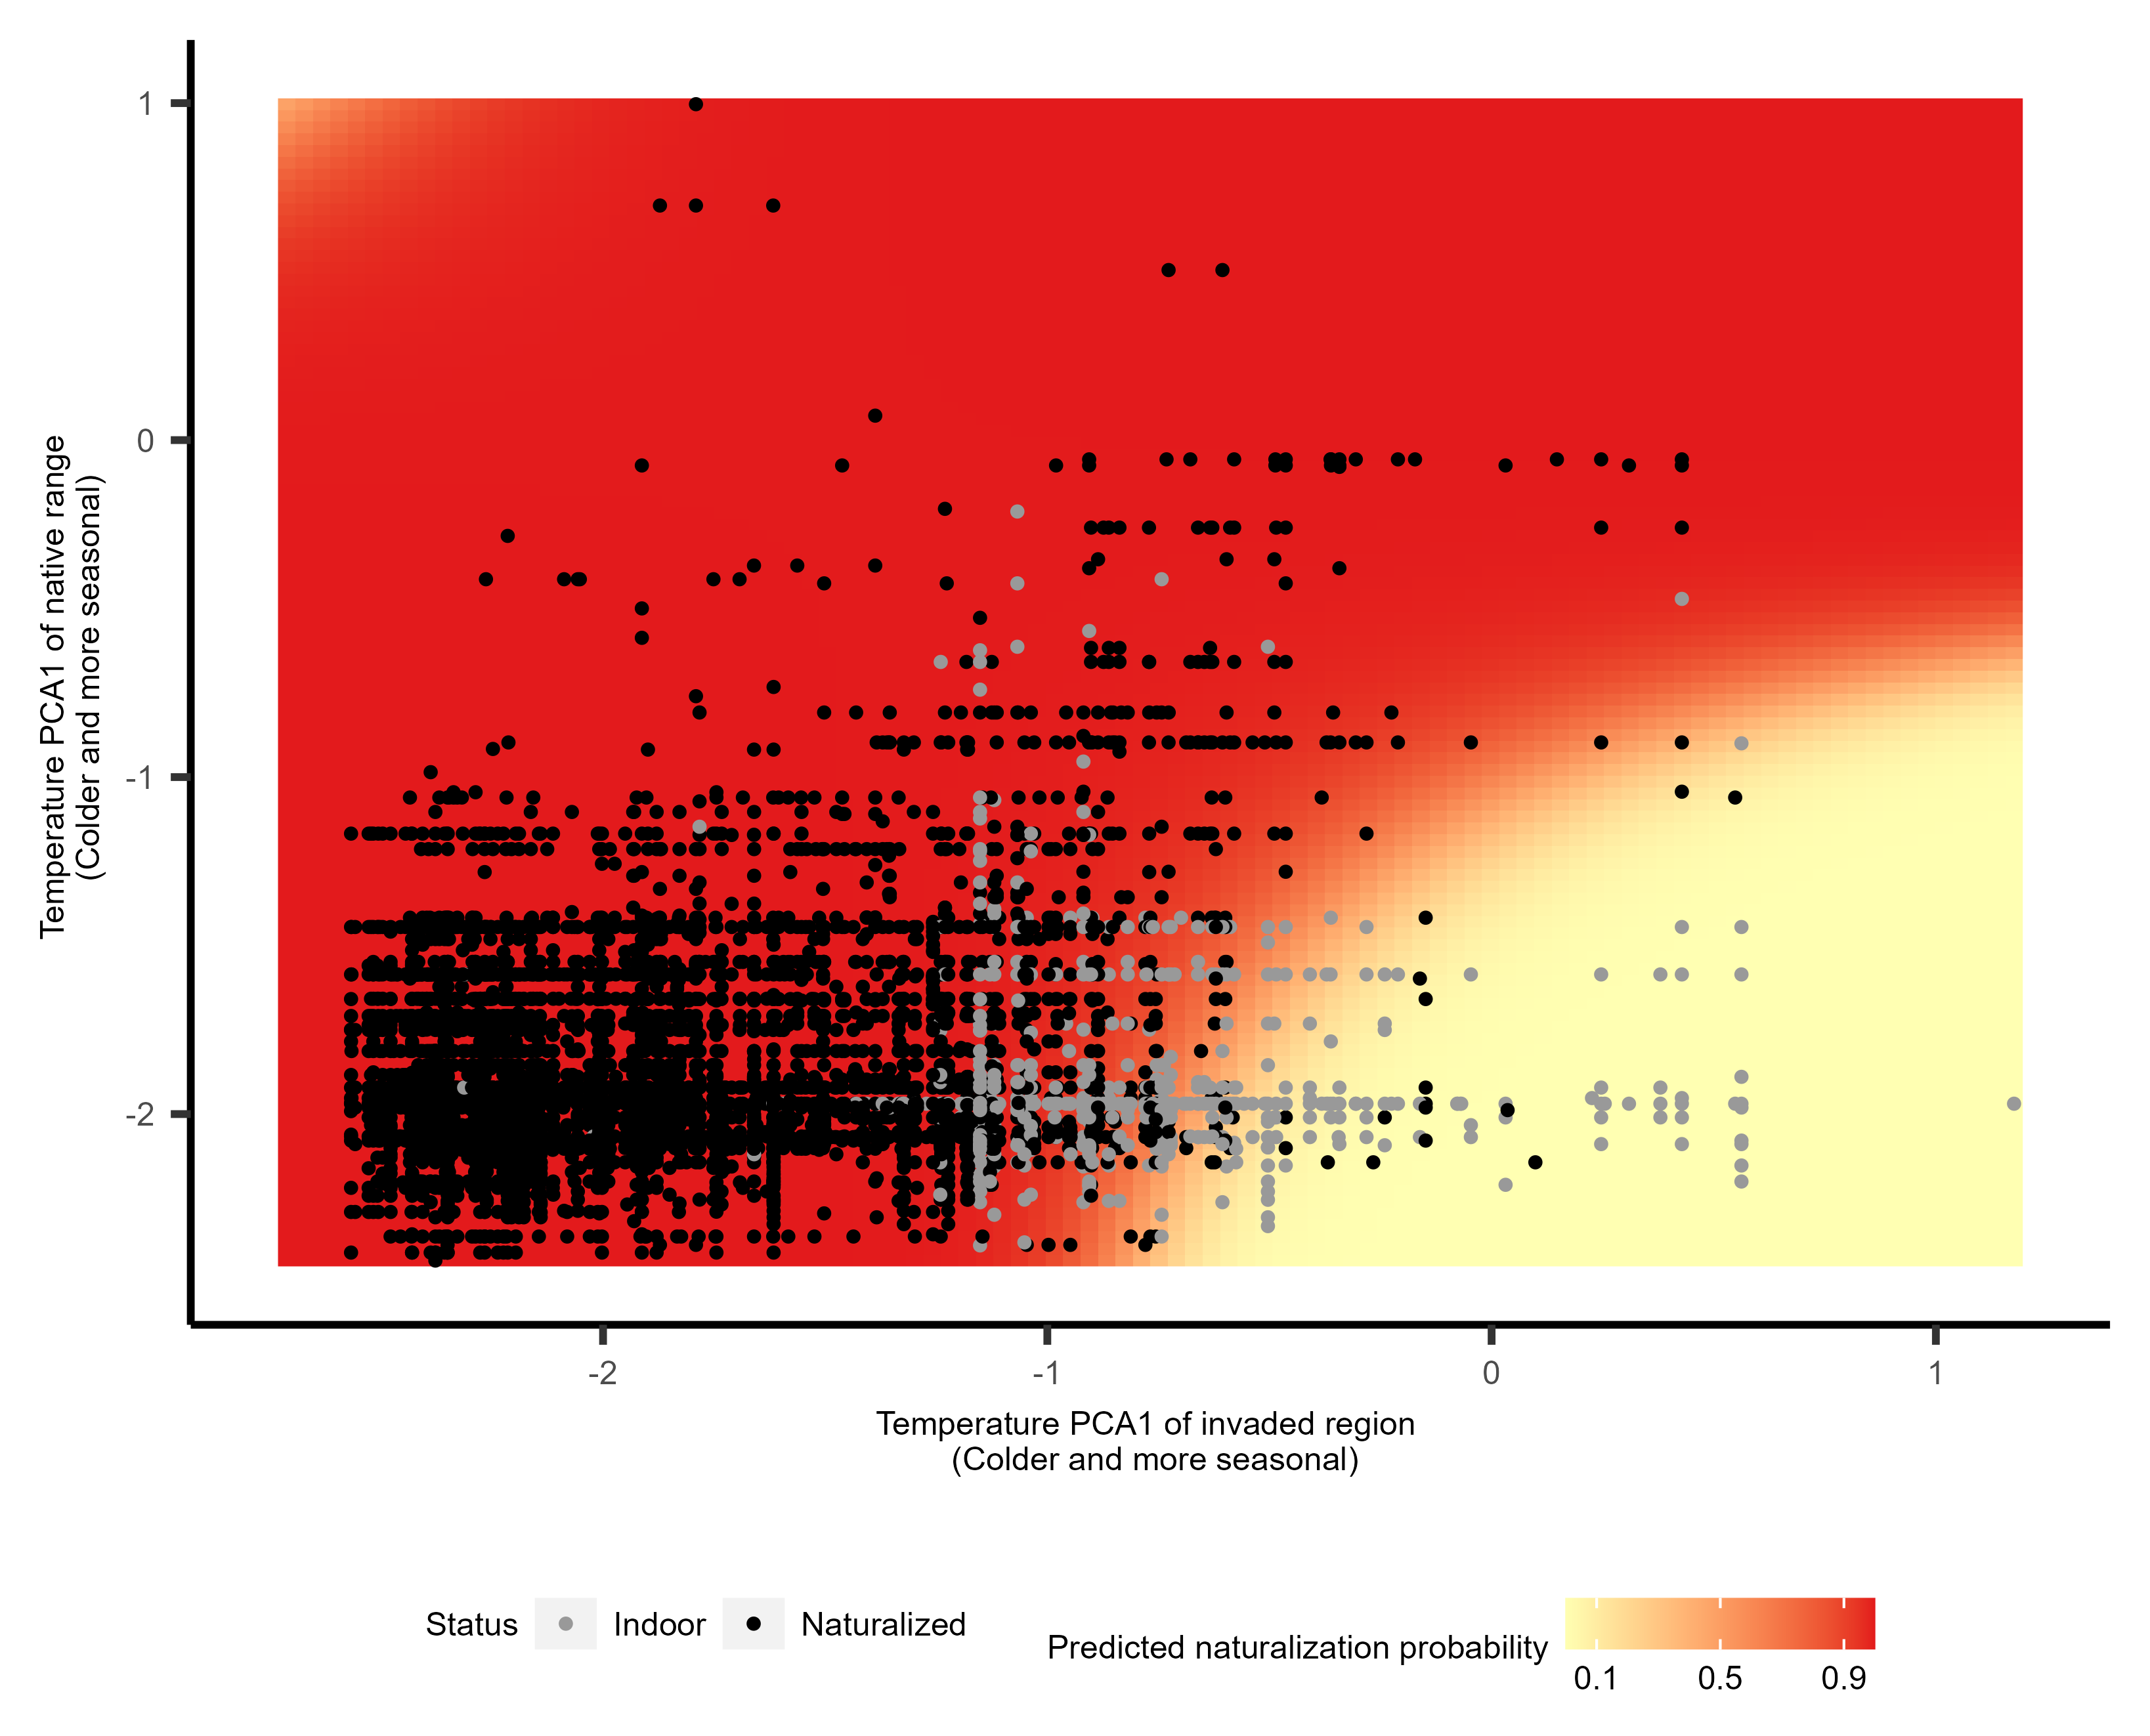 1
0
-1
-2
Temperature PCA1 of native range
(Colder and more seasonal)
-2
-1
0
1
Temperature PCA1 of invaded region
(Colder and more seasonal)
Status
Indoor
Naturalized
Predicted naturalization probability
0.1
0.5
0.9